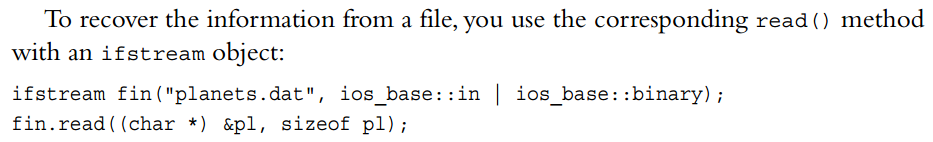 To recover the information from a file, you use the corresponding read() method
with an ifstream object:
ifstream fin("planets.dat", ios_base::in | ios_base::binary);
fin.read((char *) &pl, sizeof pl);